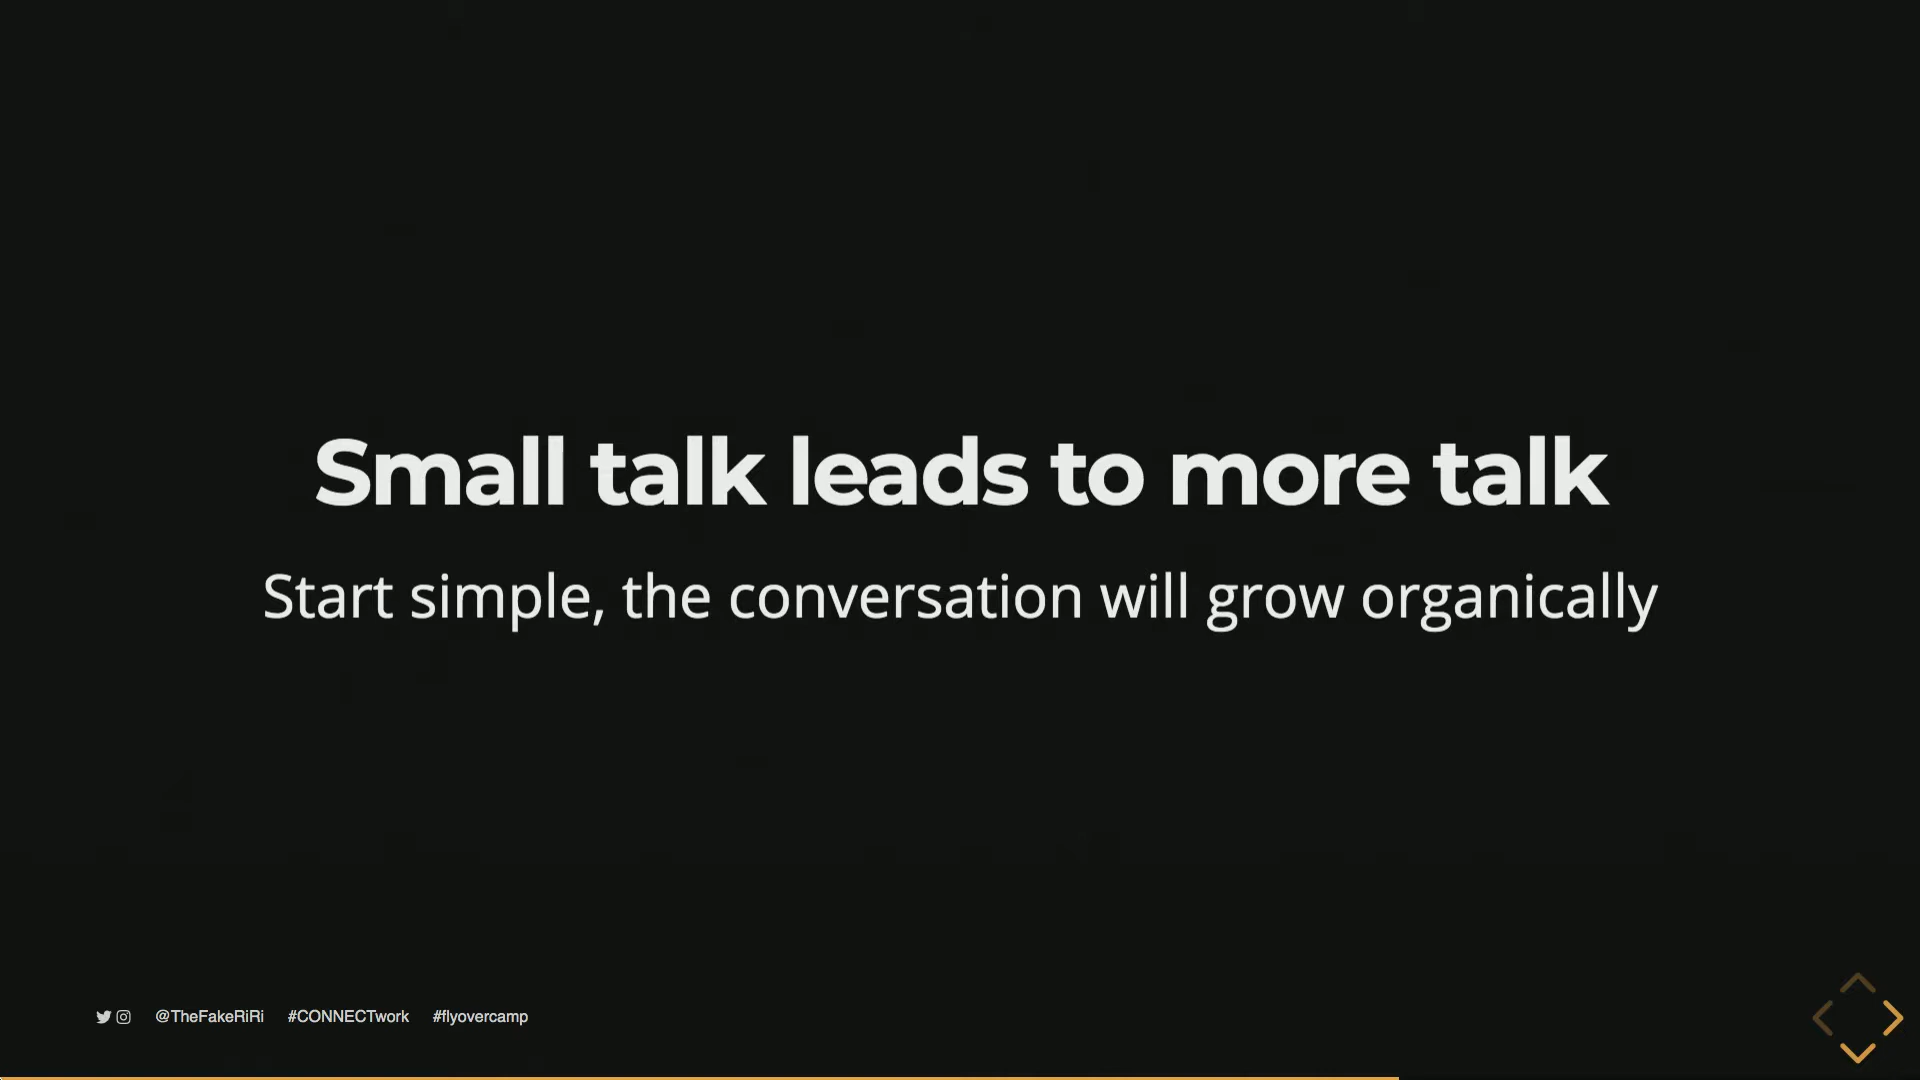 Small talk leads to more talk
Start simple, the conversation will grow organically
@TheFakeRiRi #CONNECTwork #flyovercamp